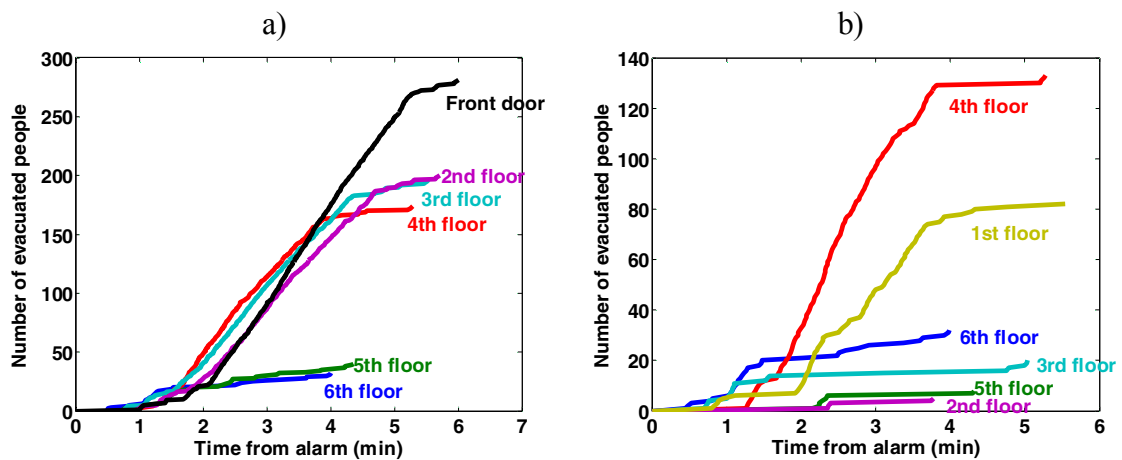 a)
b)
Number of evacuated people
300
250
200
150
100
50
0
Front door
2nd floor
3rd floor
4th floor
5th floor
6th floor
0 1 2 3 4 5 6 7
Time from alarm (min)
Number of evacuated people
140
120
100
80
60
40
20
0
4th floor
1st floor
6th floor
3rd floor
5th floor
2nd floor
0 1 2 3 4 5 6
Time from alarm (min)